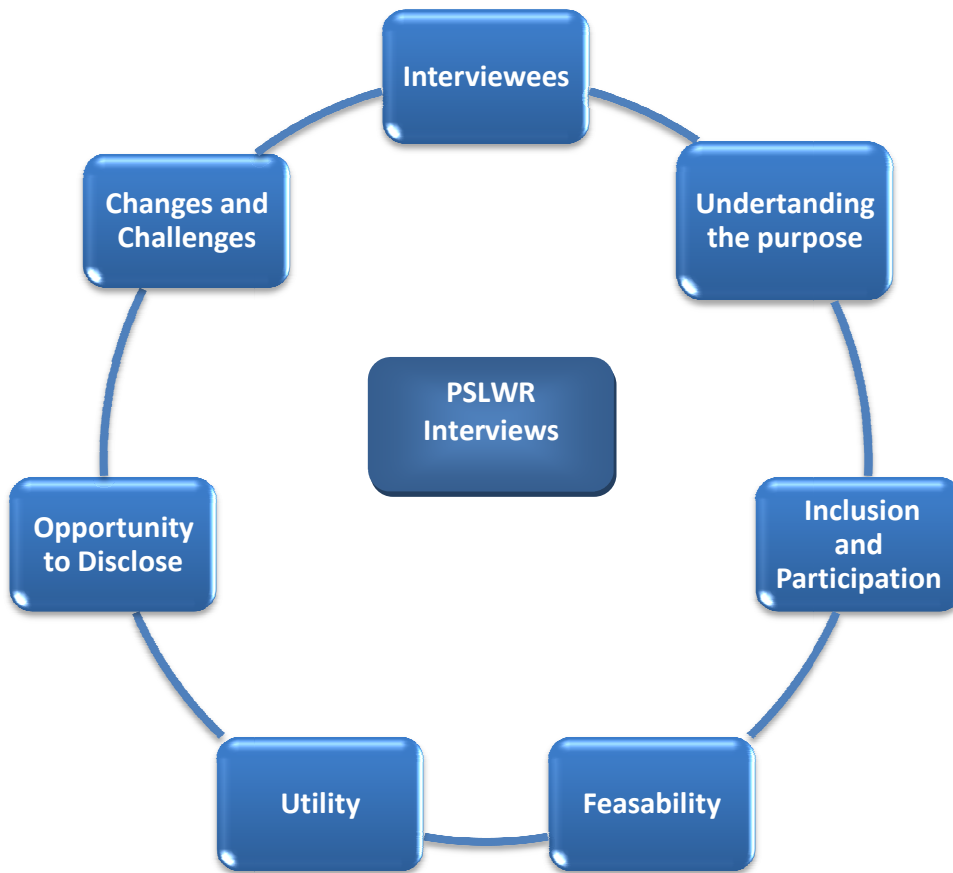 Interviewees
Undertanding
the purpose
Inclusion
and
Participation
Feasability
Utility
Opportunity
to Disclose
Changes and
Challenges
PSLWR
Interviews